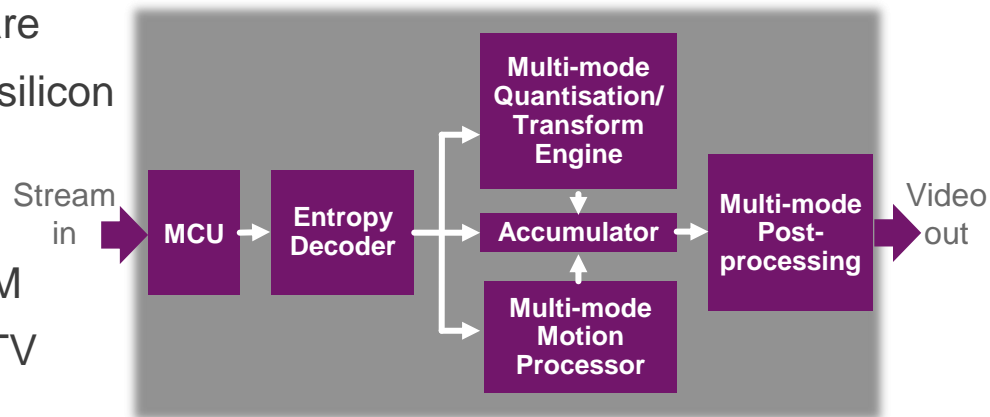 are
silicon
M
TV
Stream
in
MCU
Entropy
Decoder
Multi-mode
Quantisation/
Transform
Engine
Accumulator
Multi-mode
Motion
Processor
Multi-mode
Post-
processing
Video
out